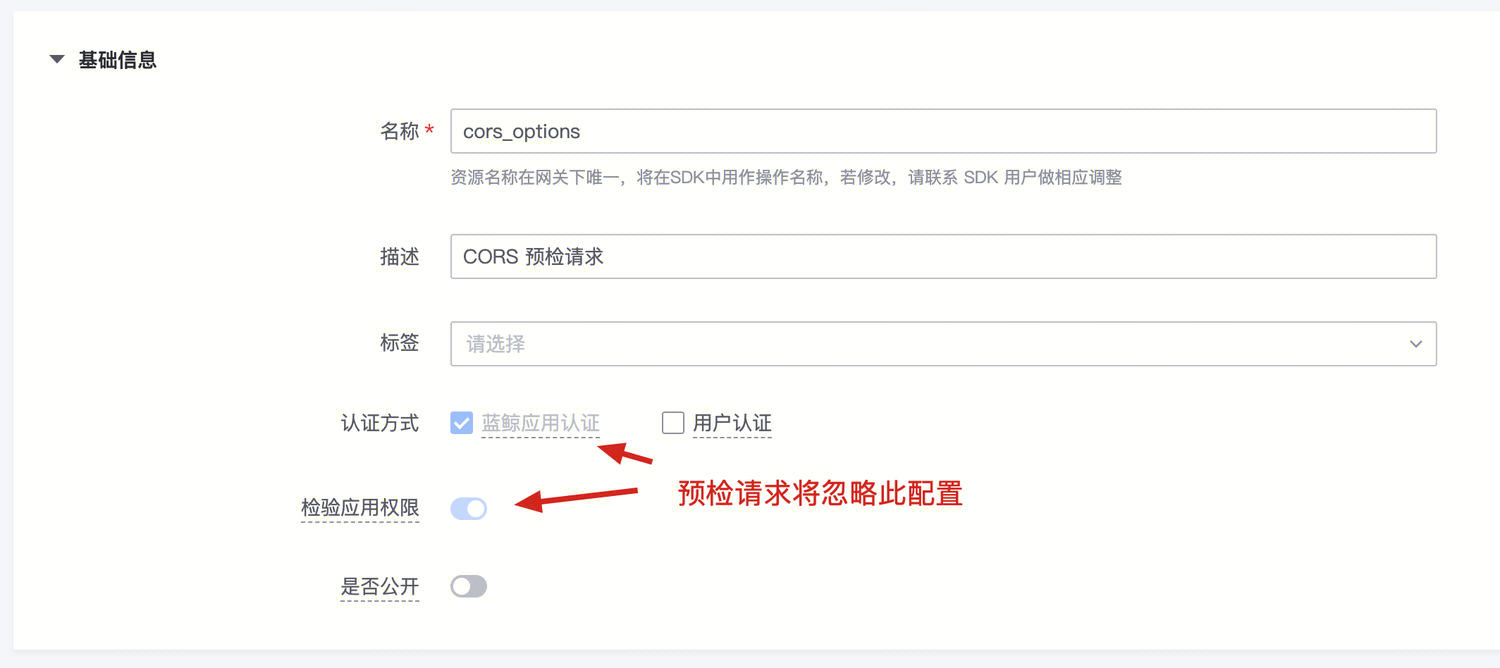 基础信息
名称 * cors_options
资源名称在网关下唯一，将在SDK中用作操作名称，若修改，请联系 SDK 用户做相应调整
描述 CORS 预检请求
标签 请选择
认证方式 蓝鲸应用认证 用户认证
预检请求将忽略此配置
检验应用权限
是否公开